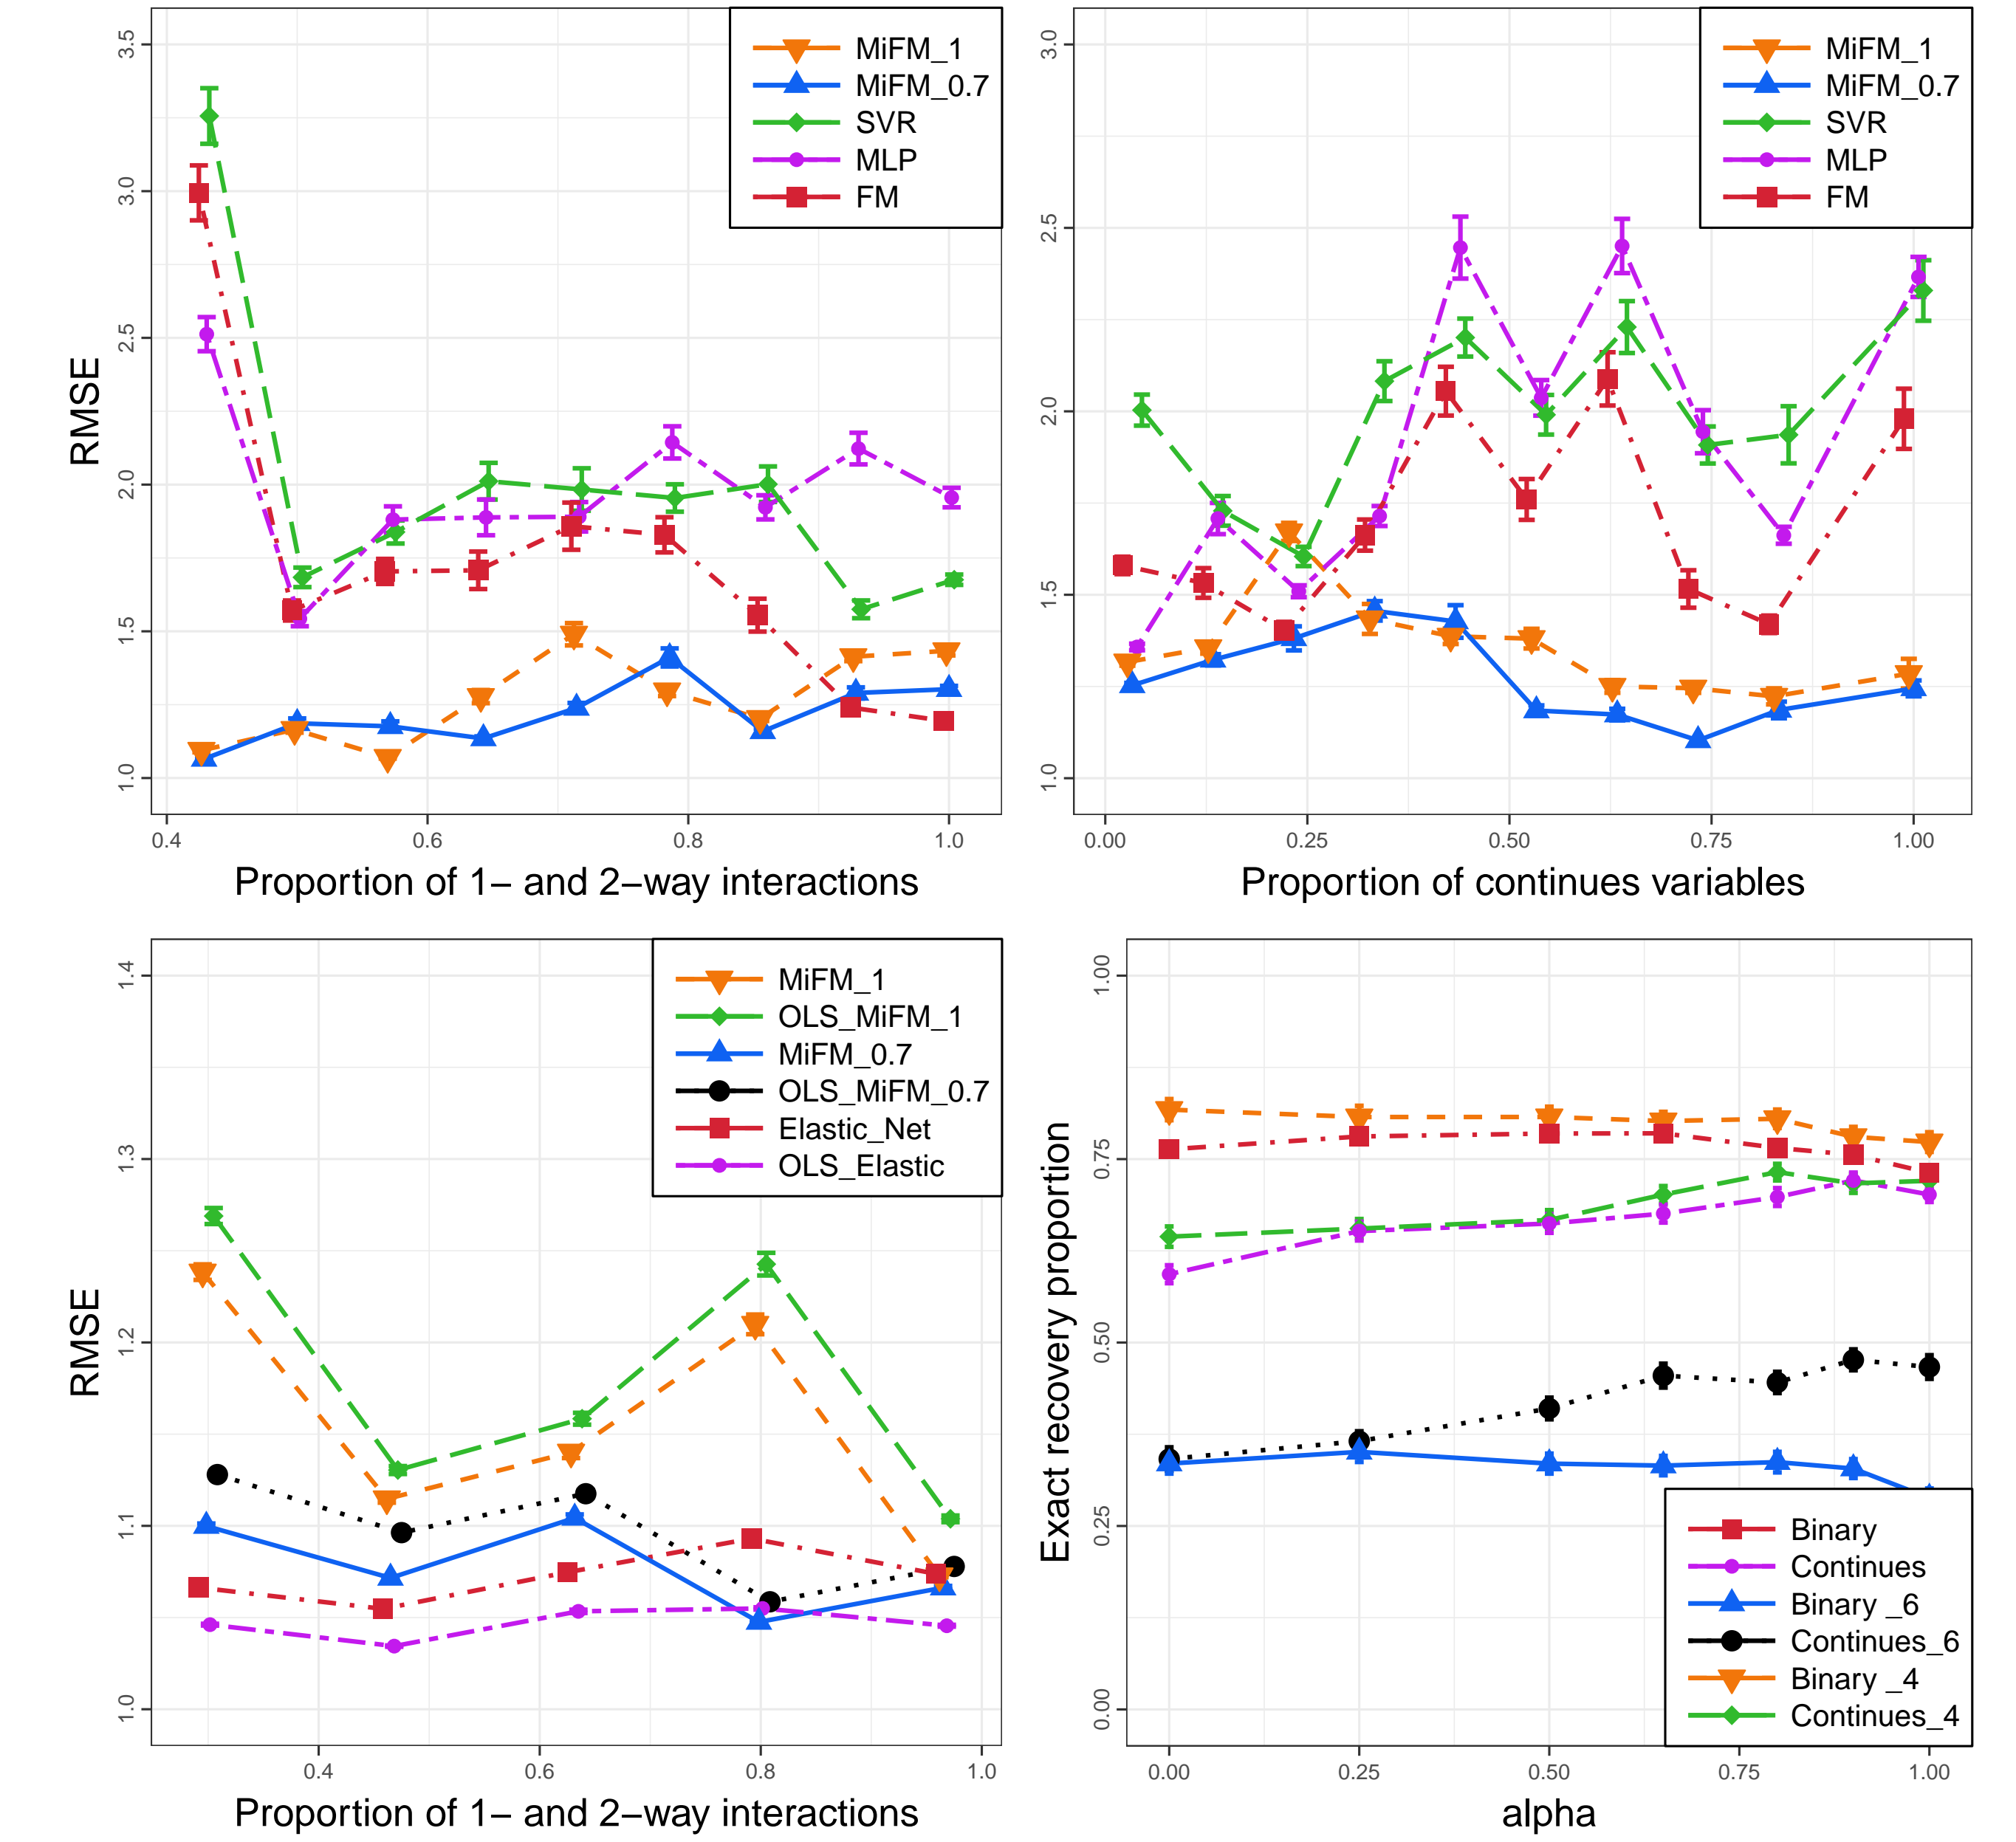 MiFM_1
MiFM_0.7
SVR
MLP
FM
3.5
3.0
2.5
2.0
1.5
1.0
RMSE
0.4
0.6
0.8
1.0
Proportion of 1– and 2–way interactions
MiFM_1
MiFM_0.7
SVR
MLP
FM
3.0
2.5
2.0
1.5
1.0
0.00
0.25
0.50
0.75
1.00
Proportion of continues variables
MiFM_1
OLS_MiFM_1
MiFM_0.7
OLS_MiFM_0.7
Elastic_Net
OLS_Elastic
1.4
1.3
1.2
1.1
1.0
RMSE
0.4
0.6
0.8
1.0
Proportion of 1– and 2–way interactions
1.00
0.75
0.50
0.25
0.00
Exact recovery proportion
Binary
Continues
Binary _6
Continues_6
Binary _4
Continues_4
0.00
0.25
0.50
0.75
1.00
alpha